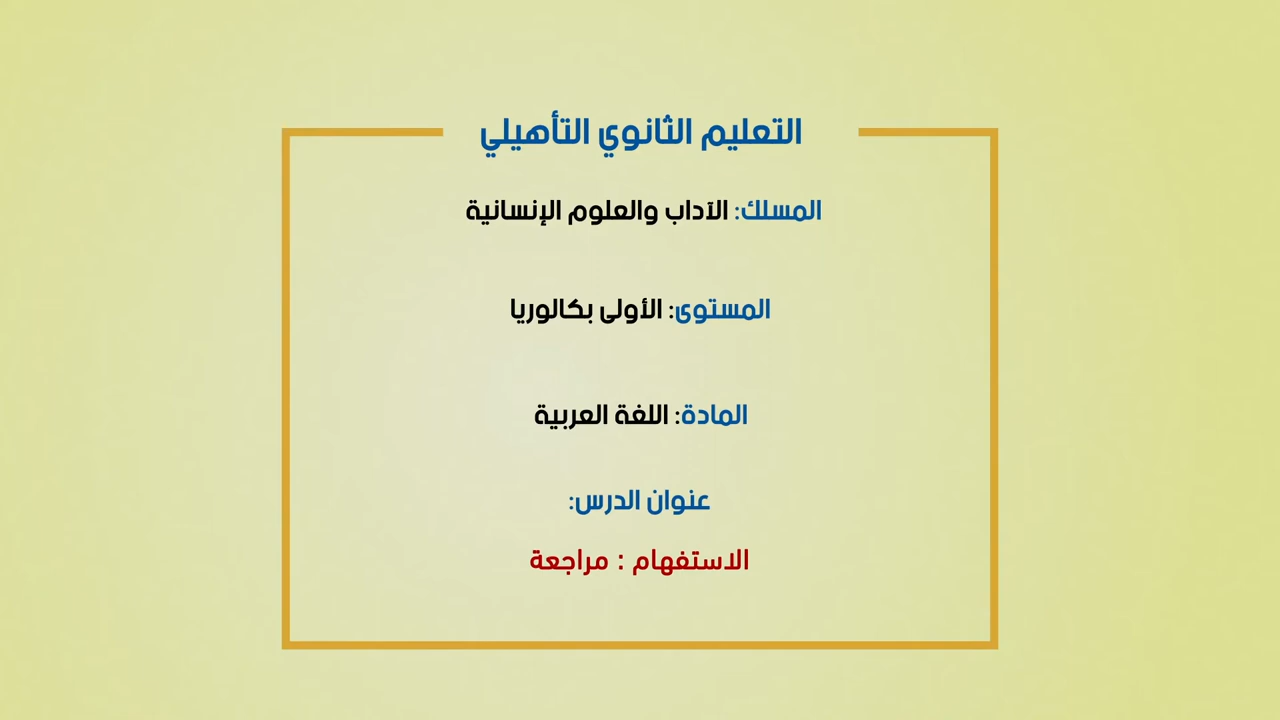 التعليم الثانوي التأهيلي
المسلك: الآداب والعلوم الإنسانية
المستوى: الأولى بكالوريا
المادة: اللغة العربية
عنوان الدرس:
الاستفهام : مراجعة